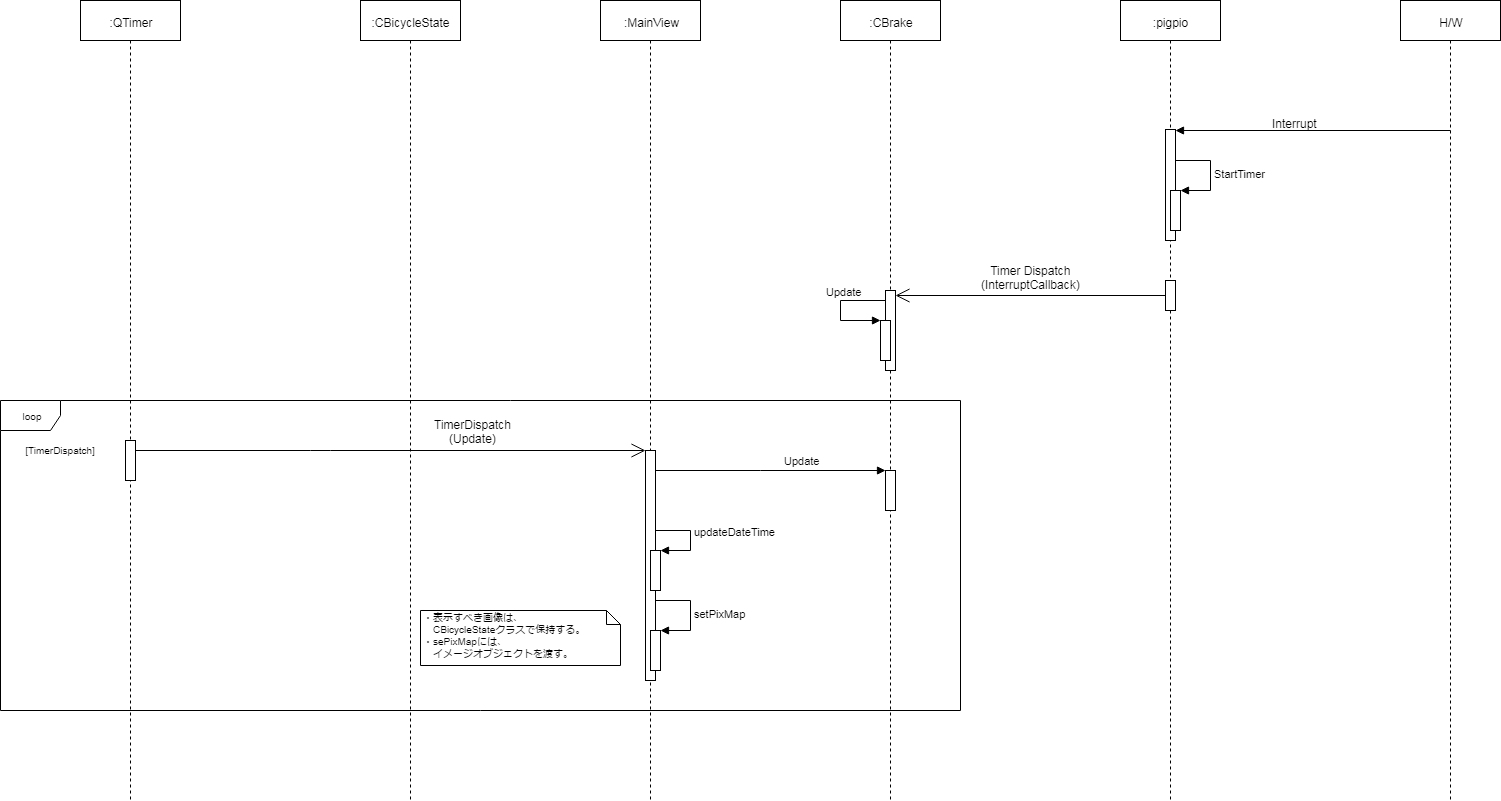 :QTimer
:CBicycleState
:MainView
:CBrake
:pigpio
H/W
Interrupt
StartTimer
Timer Dispatch
(InterruptCallback)
Update
loop
TimerDispatch
(Update)
[TimerDispatch]
Update
updateDateTime
setPixMap
・表示すべき画像は、
CBicycleStateクラスで保持する。
・sePixMapには、
イメージオブジェクトを渡す。